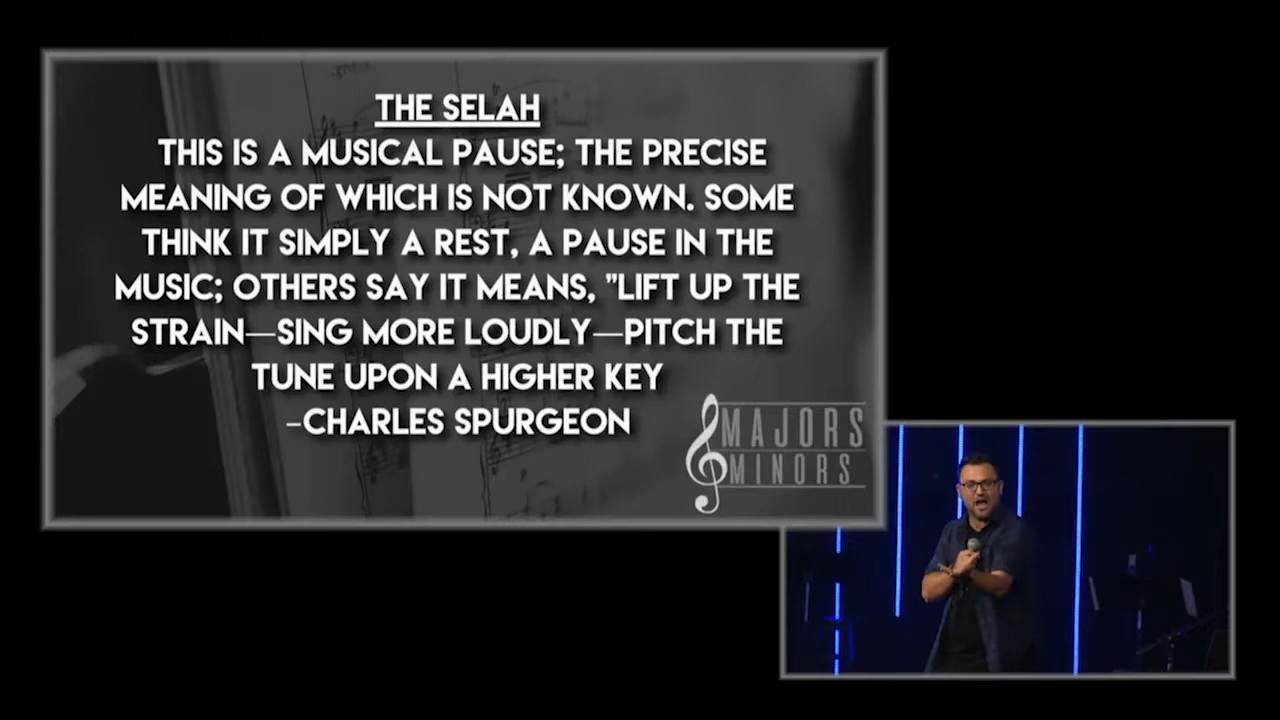 THE SELAH
THIS IS A MUSICAL PAUSE; THE PRECISE
MEANING OF WHICH IS NOT KNOWN. SOME
THINK IT SIMPLY A REST, A PAUSE IN THE
MUSIC; OTHERS SAY IT MEANS, "LIFT UP THE
STRAIN—SING MORE LOUDLY—PITCH THE
TUNE UPON A HIGHER KEY
-CHARLES SPURGEON
MAJORS
MINORS